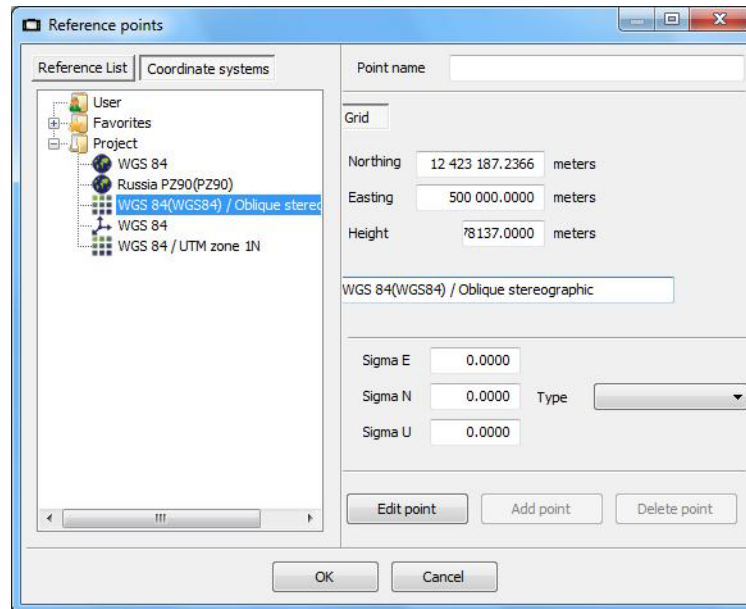 Reference points
Reference List Coordinate systems
User
Favorites
Project
WGS 84
Russia PZ90(PZ90)
WGS 84(WGS84) / Oblique stereo
WGS 84
WGS 84 / UTM zone 1N
Point name
Grid
Northing 12 423 187.2366 meters
Easting 500 000.0000 meters
Height 78137.0000 meters
WGS 84(WGS84) / Oblique stereographic
Sigma E 0.0000
Sigma N 0.0000 Type
Sigma U 0.0000
Edit point Add point Delete point
OK Cancel